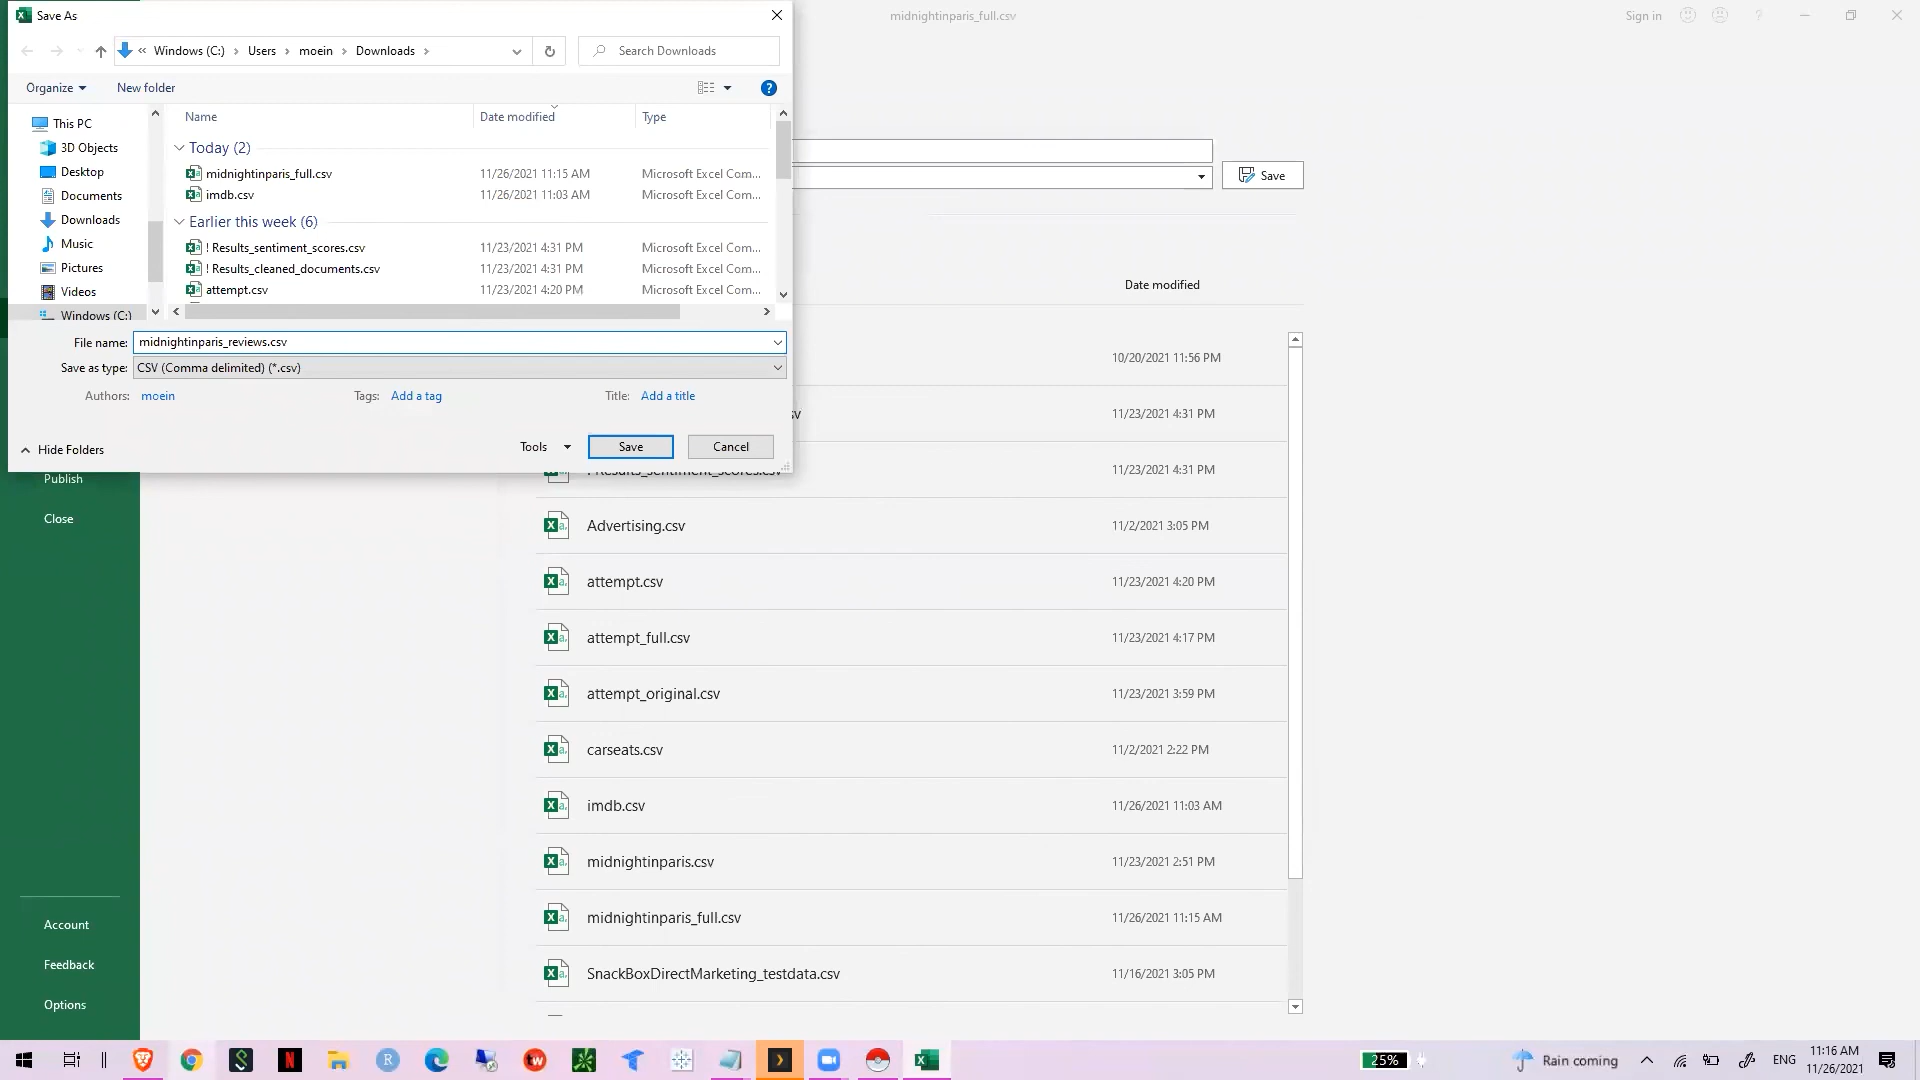 Save As
midnightinparis_full.csv
Sign in
?
« Windows (C:) › Users › moein › Downloads ›
Search Downloads
Organize
New folder
?
Name
Date modified
Type
This PC
3D Objects
Desktop
Documents
Downloads
Music
Pictures
Videos
Windows (C:)
Today (2)
midnightinparis_full.csv 11/26/2021 11:15 AM Microsoft Excel Com...
imdb.csv 11/26/2021 11:03 AM Microsoft Excel Com...
Earlier this week (6)
! Results_sentiment_scores.csv 11/23/2021 4:31 PM Microsoft Excel Com...
! Results_cleaned_documents.csv 11/23/2021 4:31 PM Microsoft Excel Com...
attempt.csv 11/23/2021 4:20 PM Microsoft Excel Com...
File name: midnightinparis_reviews.csv
Save as type: CSV (Comma delimited) (*.csv)
Authors: moein
Tags: Add a tag
Title: Add a title
Hide Folders
Tools
Save
Cancel
Save
Date modified
10/20/2021 11:56 PM
sv 11/23/2021 4:31 PM
! Results_sentiment_scores.csv 11/23/2021 4:31 PM
Advertising.csv 11/2/2021 3:05 PM
attempt.csv 11/23/2021 4:20 PM
attempt_full.csv 11/23/2021 4:17 PM
attempt_original.csv 11/23/2021 3:59 PM
carseats.csv 11/2/2021 2:22 PM
imdb.csv 11/26/2021 11:03 AM
midnightinparis.csv 11/23/2021 2:51 PM
midnightinparis_full.csv 11/26/2021 11:15 AM
SnackBoxDirectMarketing_testdata.csv 11/16/2021 3:05 PM
Publish
Close
Account
Feedback
Options
25%
Rain coming
ENG
11:16 AM
11/26/2021